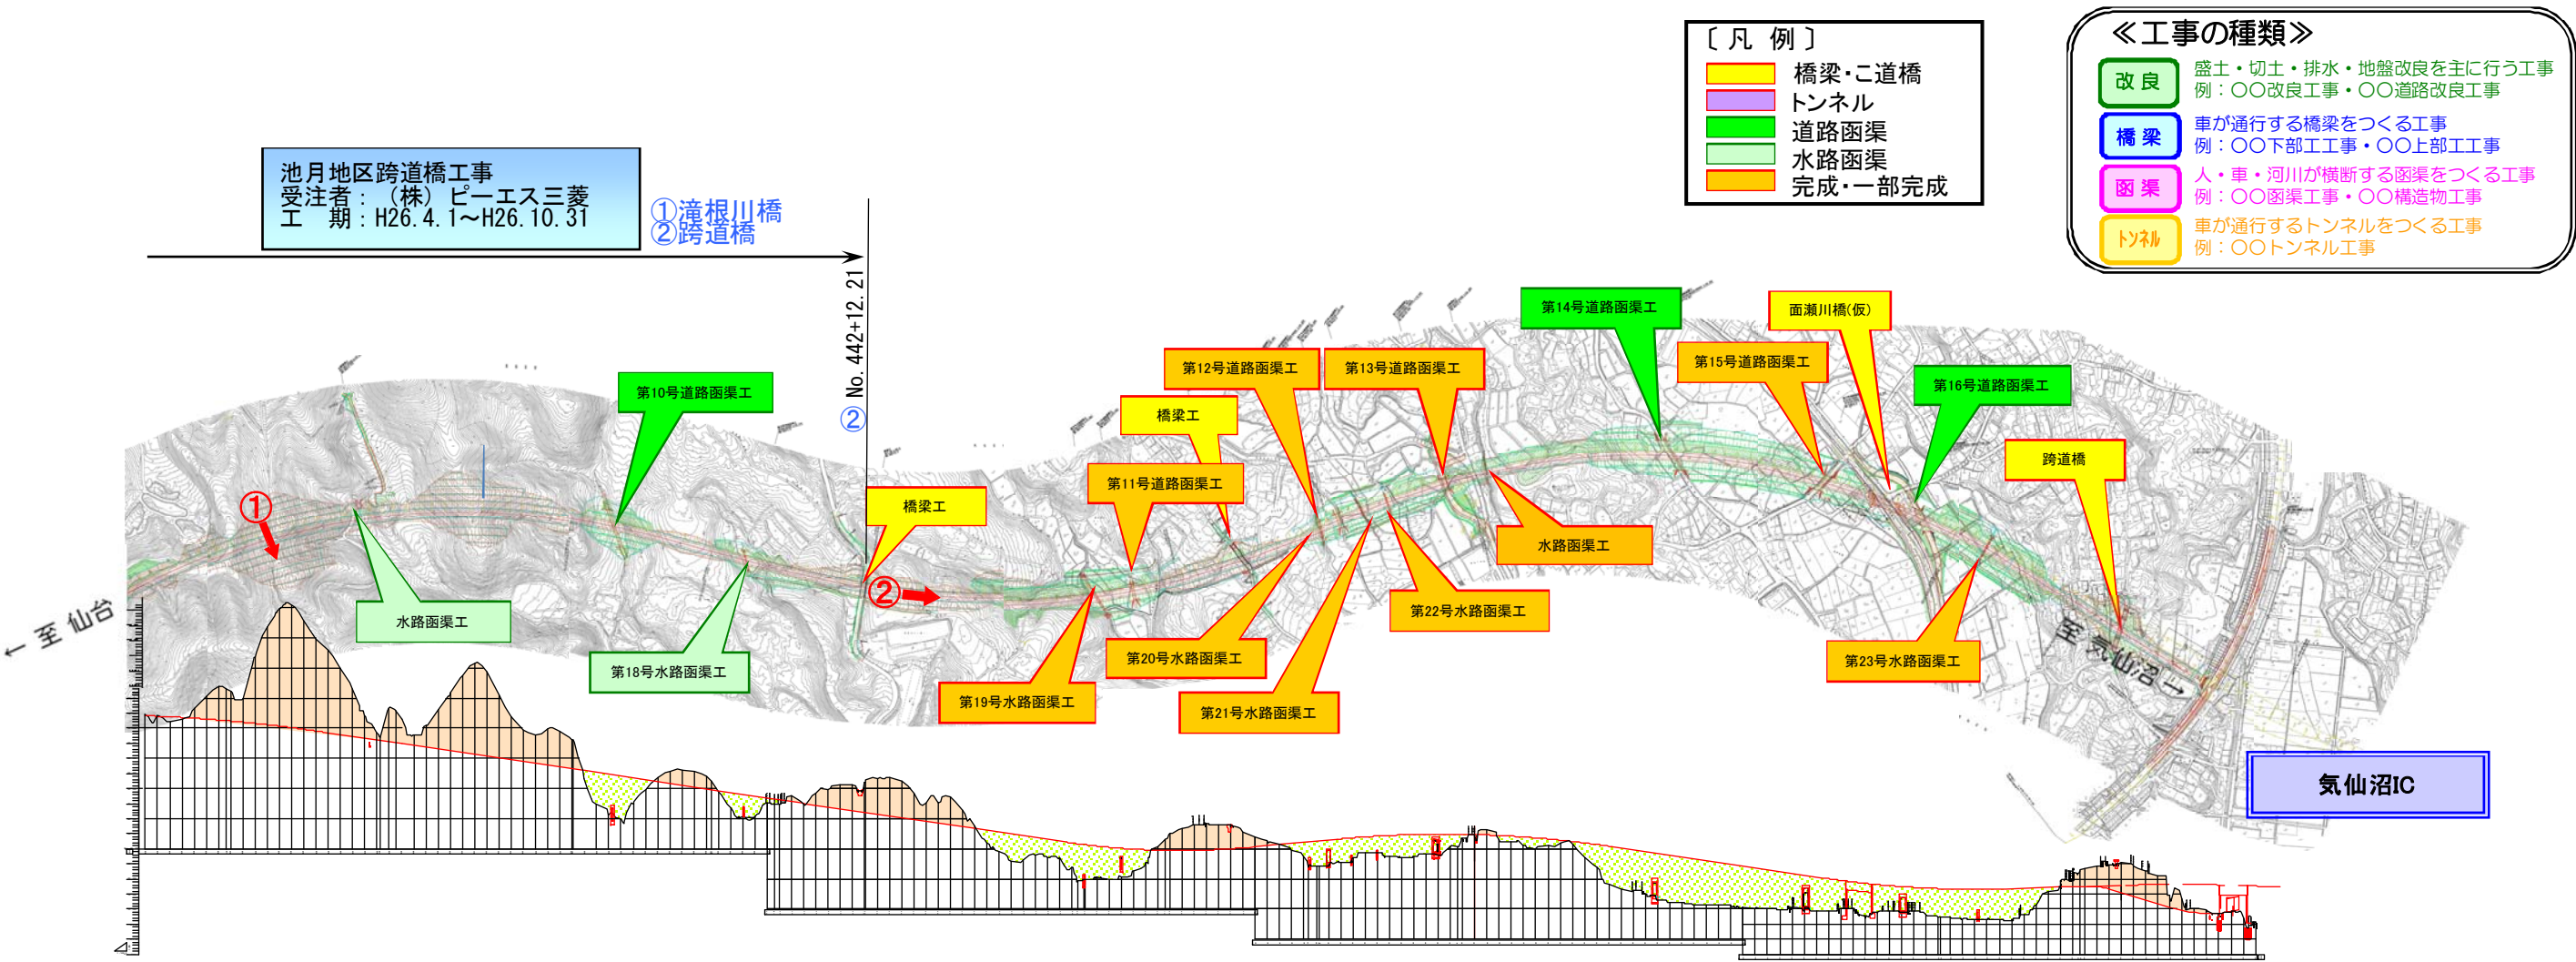 〔 凡 例 〕
橋梁・こ道橋
トンネル
道路函渠
水路函渠
完成・一部完成
≪工事の種類≫
改良
盛土・切土・排水・地盤改良を主に行う工事
例：〇〇改良工事・〇〇道路改良工事
橋梁
車が通行する橋梁をつくる工事
例：〇〇下部工工事・〇〇上部工工事
函渠
人・車・河川が横断する函渠をつくる工事
例：〇〇函渠工事・〇〇構造物工事
トンネル
車が通行するトンネルをつくる工事
例：〇〇トンネル工事
池月地区跨道橋工事
受注者：（株）ピーエス三菱
工　期：H26.4.1～H26.10.31
①滝根川橋
②跨道橋
No.442+12.21
②
第14号道路函渠工
面瀬川橋(仮)
第12号道路函渠工
第13号道路函渠工
第15号道路函渠工
第10号道路函渠工
第16号道路函渠工
橋梁工
跨道橋
第11号道路函渠工
①
橋梁工
水路函渠工
②
水路函渠工
第22号水路函渠工
第18号水路函渠工
第20号水路函渠工
第23号水路函渠工
第19号水路函渠工
第21号水路函渠工
← 至 仙台
至 気仙沼 →
気仙沼IC